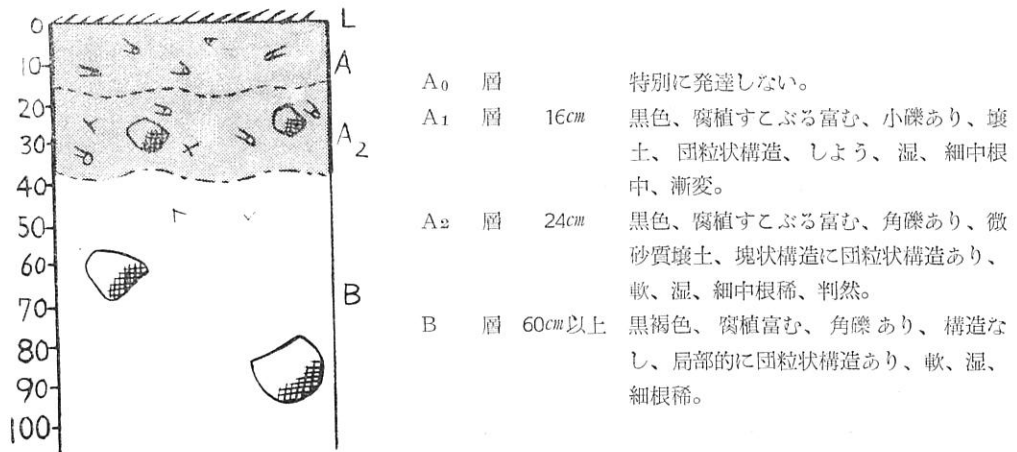 0
10
20
30
40
50
60
70
80
90
100
L
A
A2
B
A0 層 特別に発達しない。
A1 層 16cm 黒色、腐植すこぶる富む、小礫あり、壌
土、団粒状構造、しよう、湿、細中根
中、漸変。
A2 層 24cm 黒色、腐植すこぶる富む、角礫あり、微
砂質壌土、塊状構造に団粒状構造あり、
軟、湿、細中根稀、判然。
B 層 60cm以上 黒褐色、腐植富む、角礫あり、構造な
し、局部的に団粒状構造あり、軟、湿、
細根稀。